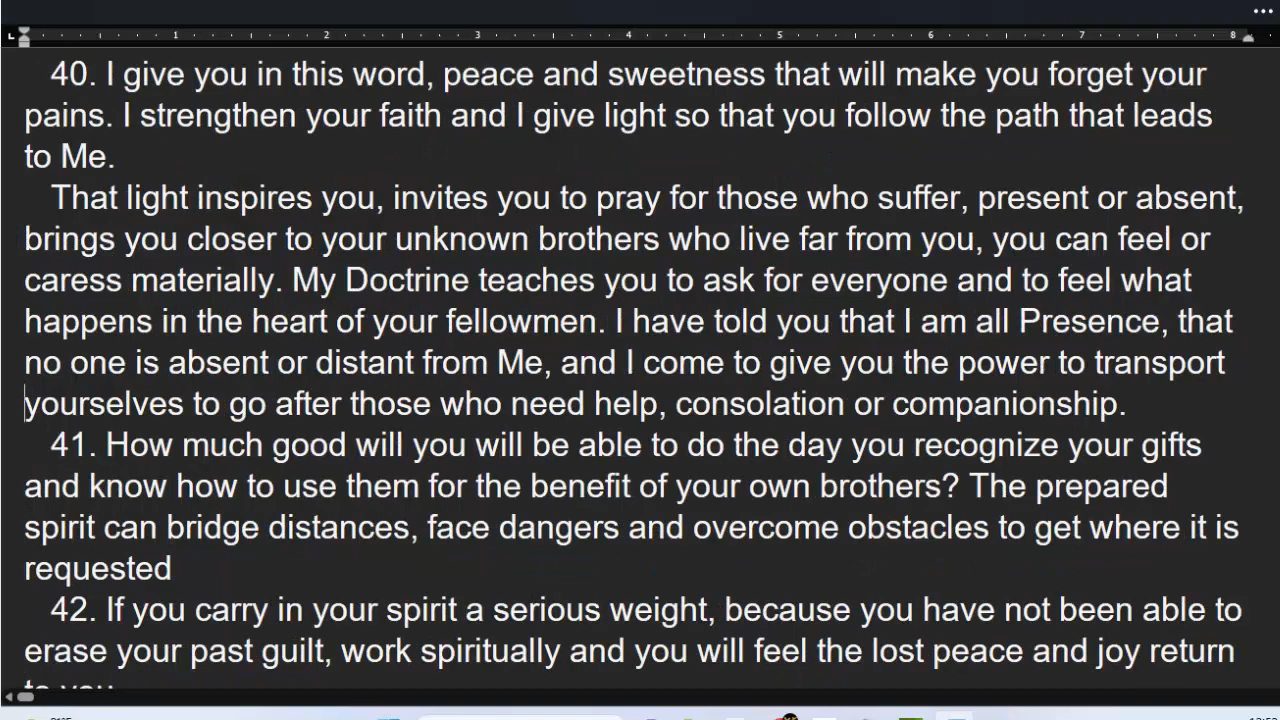 1 2 3 4 5 6 7 8
40. I give you in this word, peace and sweetness that will make you forget your
pains. I strengthen your faith and I give light so that you follow the path that leads
to Me.
That light inspires you, invites you to pray for those who suffer, present or absent,
brings you closer to your unknown brothers who live far from you, you can feel or
caress materially. My Doctrine teaches you to ask for everyone and to feel what
happens in the heart of your fellowmen. I have told you that I am all Presence, that
no one is absent or distant from Me, and I come to give you the power to transport
yourselves to go after those who need help, consolation or companionship.
41. How much good will you will be able to do the day you recognize your gifts
and know how to use them for the benefit of your own brothers? The prepared
spirit can bridge distances, face dangers and overcome obstacles to get where it is
requested
42. If you carry in your spirit a serious weight, because you have not been able to
erase your past guilt, work spiritually and you will feel the lost peace and joy return
to you